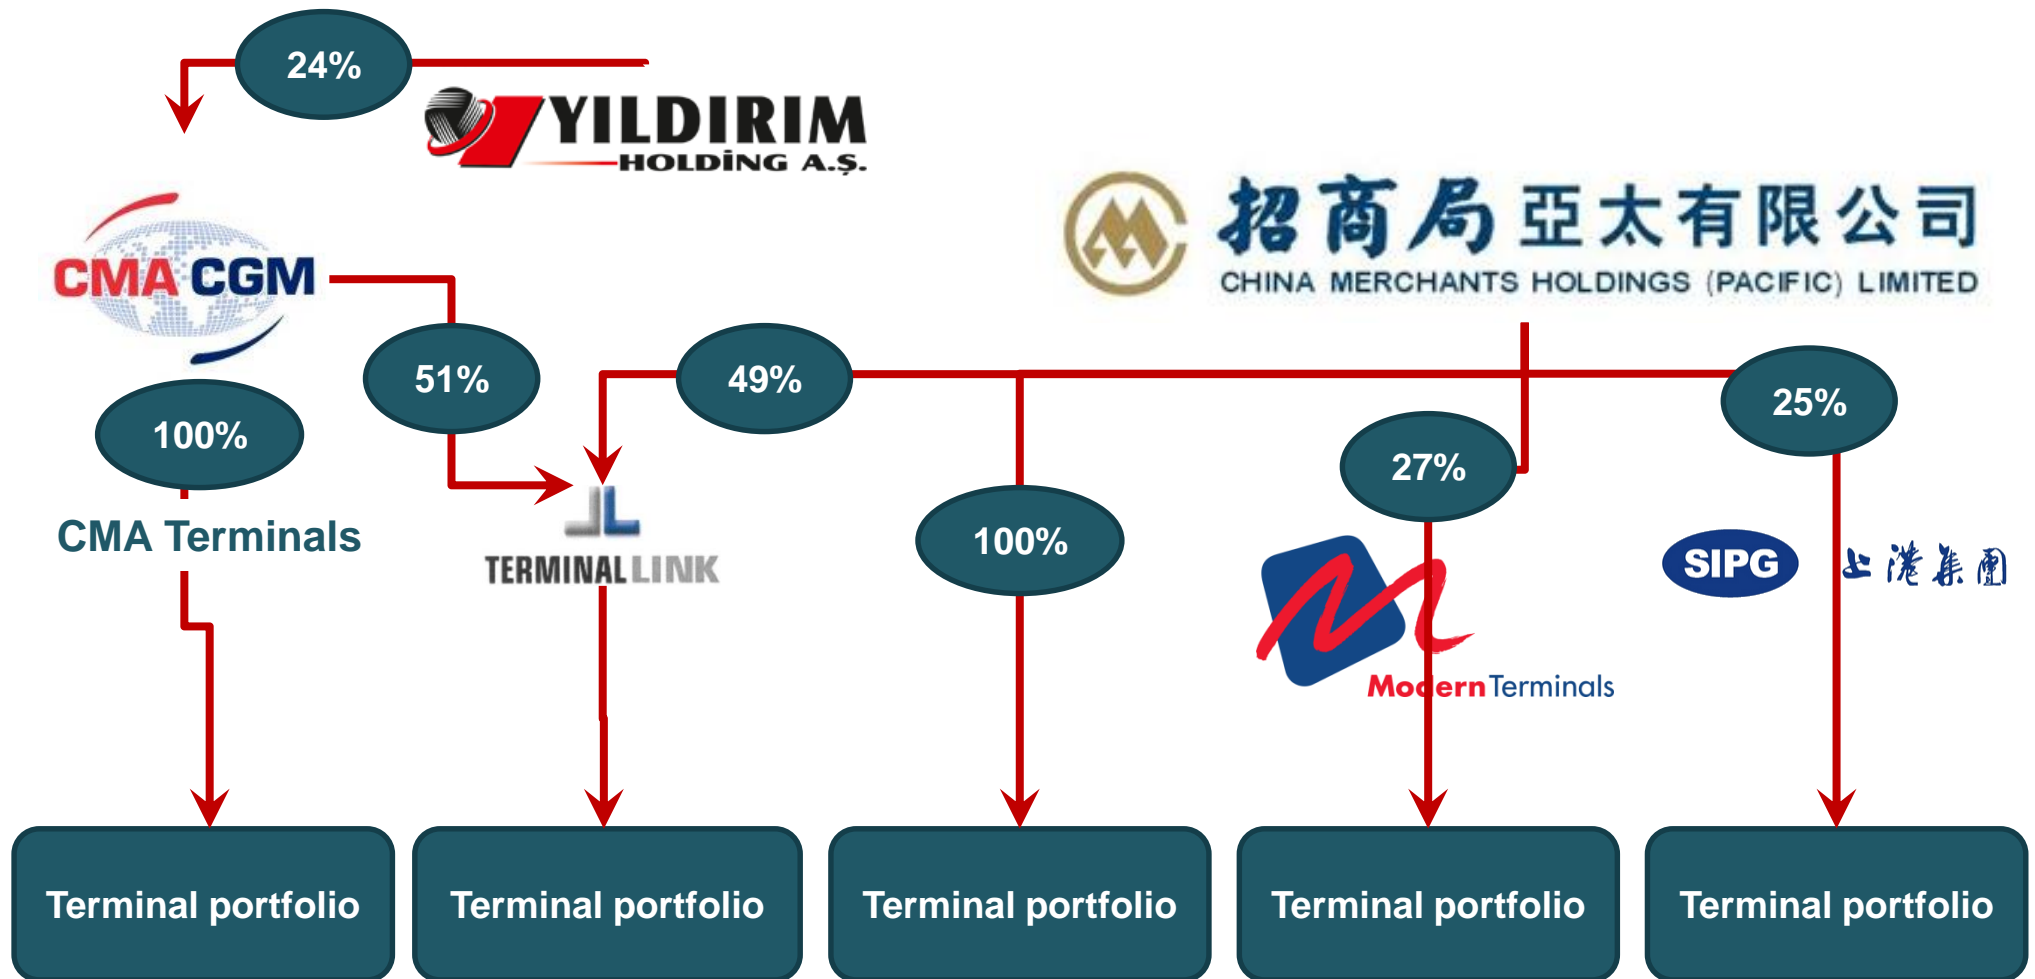 24%
YILDIRIM
HOLDİNG A.Ş.
招商局亞太有限公司
CHINA MERCHANTS HOLDINGS (PACIFIC) LIMITED
CMA CGM
51%
49%
25%
100%
27%
CMA Terminals
100%
TERMINAL LINK
SIPG 上港集團
Modern Terminals
Terminal portfolio
Terminal portfolio
Terminal portfolio
Terminal portfolio
Terminal portfolio